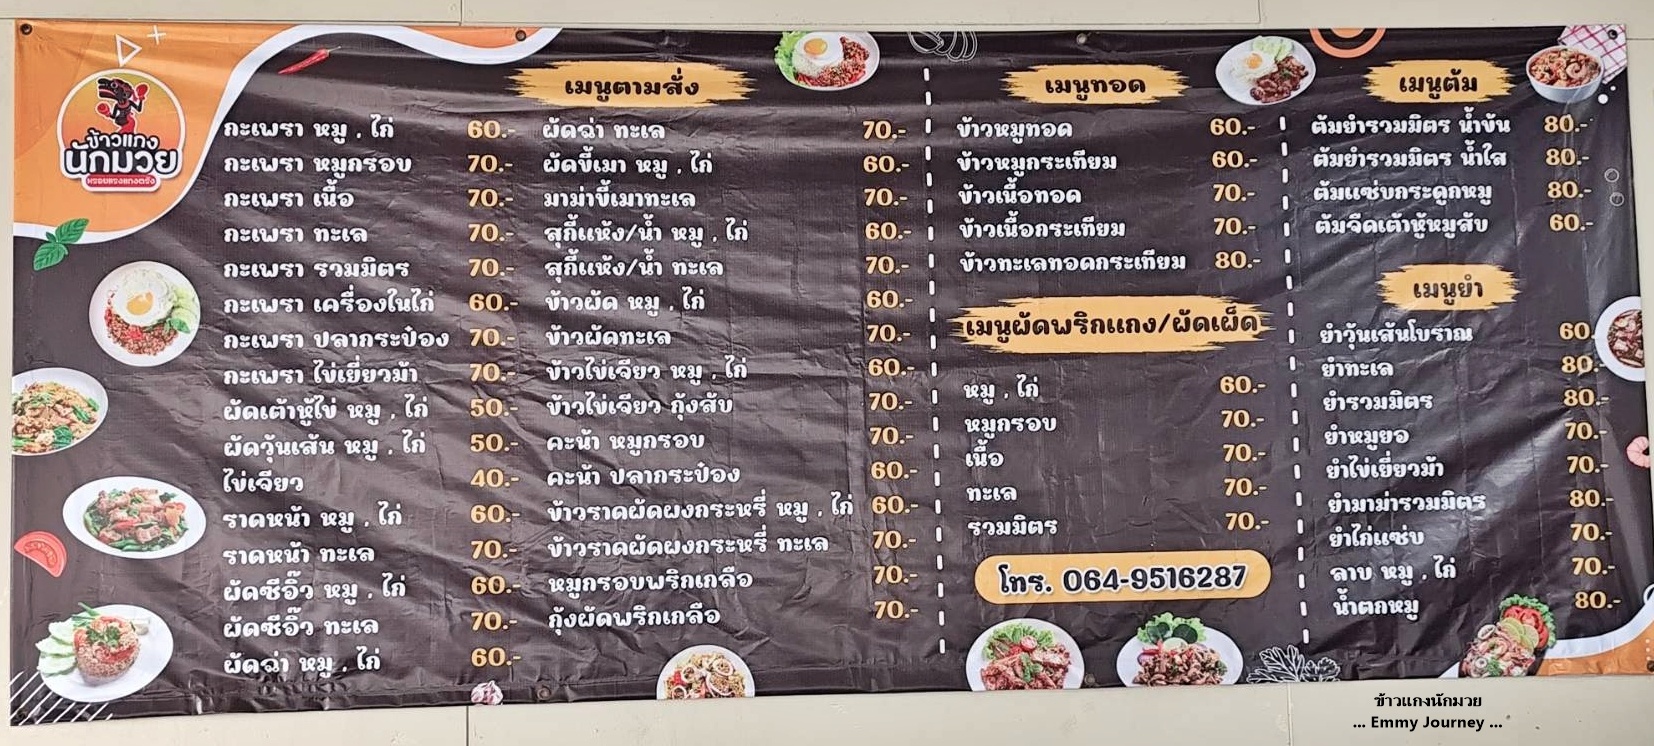 ข้าวแกง
นักมวย
หรอยแรงแกงตรัง
เมนูตามสั่ง
กะเพรา หมู , ไก่ 60.-
กะเพรา หมูกรอบ 70.-
กะเพรา เนื้อ 70.-
กะเพรา ทะเล 70.-
กะเพรา รวมมิตร 70.-
กะเพรา เครื่องในไก่ 60.-
กะเพรา ปลากระป๋อง 70.-
กะเพรา ไข่เยี่ยวม้า 70.-
ผัดเต้าหู้ไข่ หมู , ไก่ 50.-
ผัดวุ้นเส้น หมู , ไก่ 50.-
ไข่เจียว 40.-
ราดหน้า หมู , ไก่ 60.-
ราดหน้า ทะเล 70.-
ผัดซีอิ๊ว หมู , ไก่ 60.-
ผัดซีอิ๊ว ทะเล 70.-
ผัดฉ่า หมู , ไก่ 60.-
ผัดฉ่า ทะเล 70.-
ผัดขี้เมา หมู , ไก่ 60.-
มาม่าขี้เมาทะเล 70.-
สุกี้แห้ง/น้ำ หมู , ไก่ 60.-
สุกี้แห้ง/น้ำ ทะเล 70.-
ข้าวผัด หมู , ไก่ 60.-
ข้าวผัดทะเล 70.-
ข้าวไข่เจียว หมู , ไก่ 60.-
ข้าวไข่เจียว กุ้งสับ 70.-
คะน้า หมูกรอบ 70.-
คะน้า ปลากระป๋อง 60.-
ข้าวราดผัดผงกระหรี่ หมู , ไก่ 60.-
ข้าวราดผัดผงกระหรี่ ทะเล 70.-
หมูกรอบพริกเกลือ 70.-
กุ้งผัดพริกเกลือ 70.-
เมนูทอด
ข้าวหมูทอด 60.-
ข้าวหมูกระเทียม 60.-
ข้าวเนื้อทอด 70.-
ข้าวเนื้อกระเทียม 70.-
ข้าวทะเลทอดกระเทียม 80.-
เมนูผัดพริกแกง/ผัดเผ็ด
หมู , ไก่ 60.-
หมูกรอบ 70.-
เนื้อ 70.-
ทะเล 70.-
รวมมิตร 70.-
โทร. 064-9516287
เมนูต้ม
ต้มยำรวมมิตร น้ำข้น 80.-
ต้มยำรวมมิตร น้ำใส 80.-
ต้มแซ่บกระดูกหมู 80.-
ต้มจืดเต้าหู้หมูสับ 60.-
เมนูยำ
ยำวุ้นเส้นโบราณ 60.
ยำทะเล 80.-
ยำรวมมิตร 80.-
ยำหมูยอ 70.-
ยำไข่เยี่ยวม้า 70.-
ยำมาม่ารวมมิตร 80.-
ยำไก่แซ่บ 70.-
ลาบ หมู , ไก่ 70.-
น้ำตกหมู 80.-
ข้าวแกงนักมวย
... Emmy Journey ...